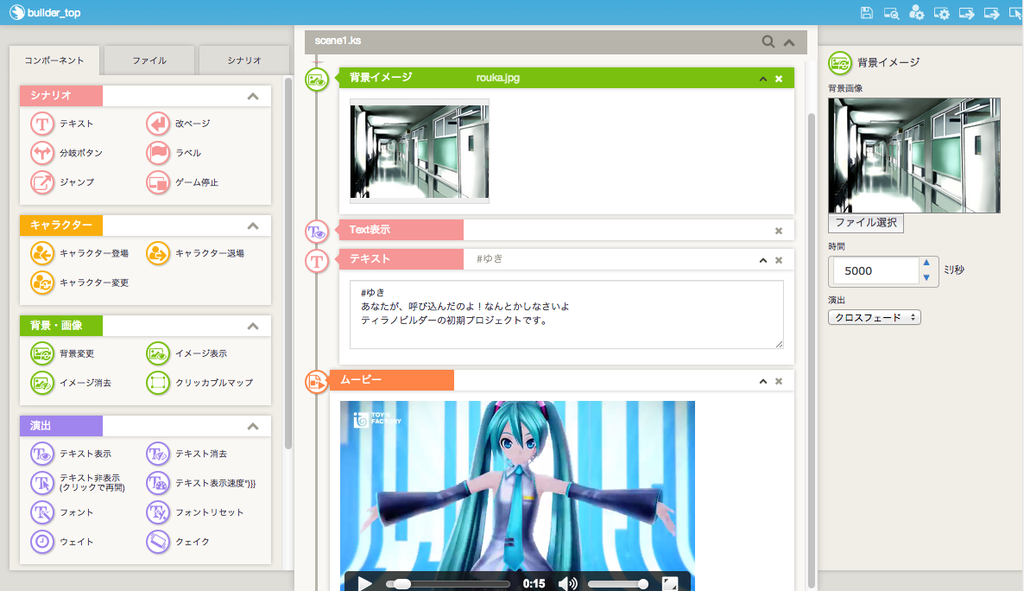 builder_top
コンポーネント
ファイル
シナリオ
シナリオ
テキスト
改ページ
分岐ボタン
ラベル
ジャンプ
ゲーム停止
キャラクター
キャラクター登場
キャラクター退場
キャラクター変更
背景・画像
背景変更
イメージ表示
イメージ消去
クリッカブルマップ
演出
テキスト表示
テキスト消去
テキスト非表示
(クリックで再開)
テキスト表示速度*)}}
フォント
フォントリセット
ウェイト
クェイク
scene1.ks
背景イメージ
rouka.jpg
Text表示
テキスト
#ゆき
#ゆき
あなたが、呼び込んだのよ！なんとかしなさいよ
ティラノビルダーの初期プロジェクトです。
ムービー
TOY'S
FACTORY
0:15
背景イメージ
背景画像
ファイル選択
時間
5000
ミリ秒
演出
クロスフェード